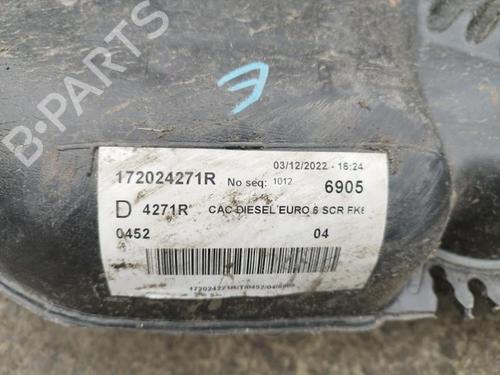 B-PARTS
E
03/12/2022 - 16:24
172024271R No seq: 1012 6905
D 4271R CAC DIESEL EURO 6 SCR FK6
0452 04